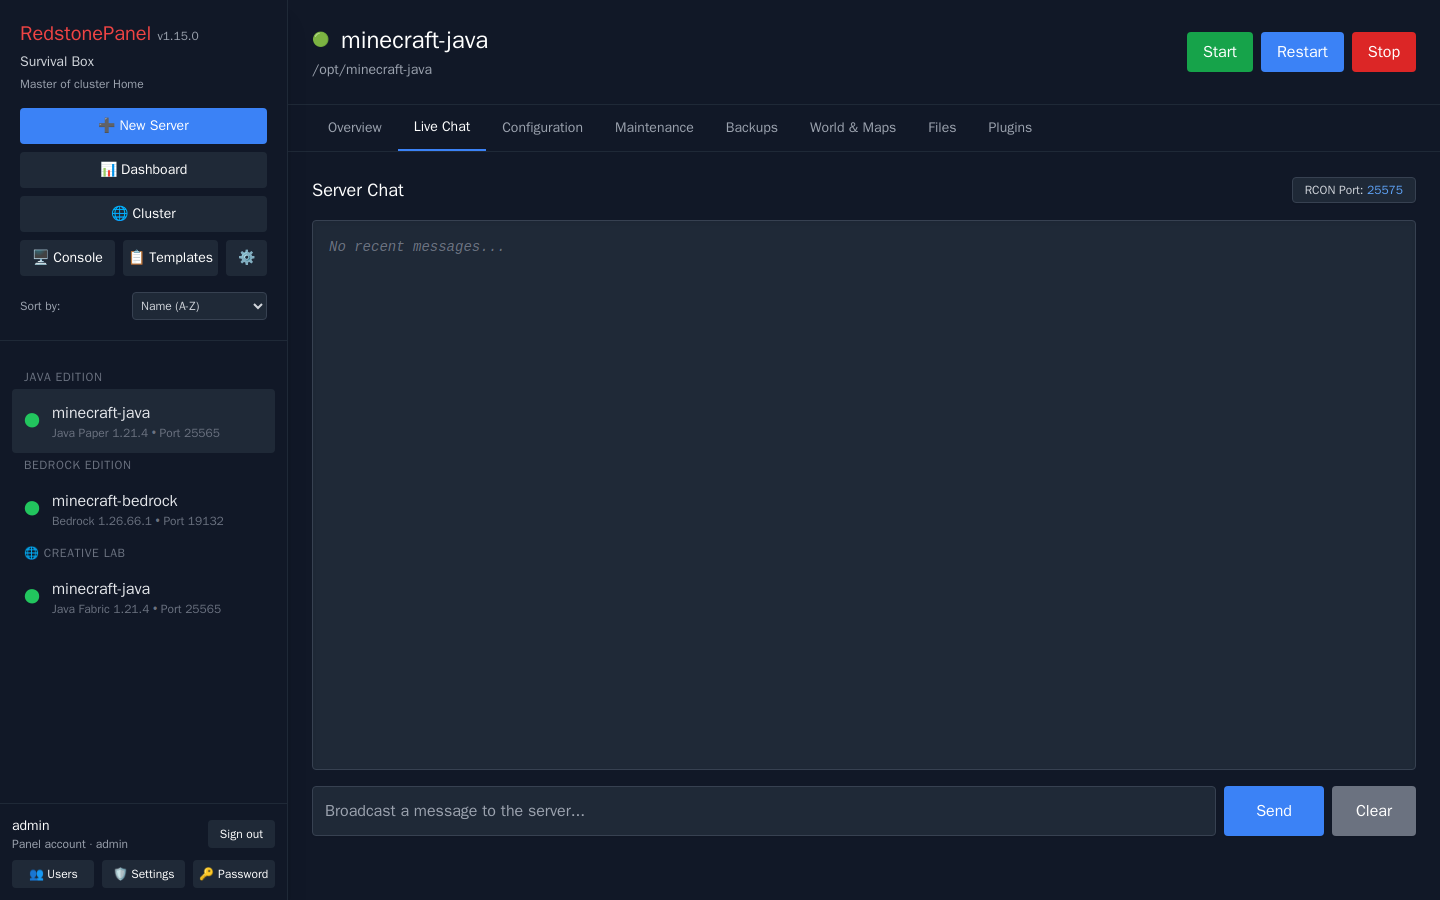 RedstonePanel v1.15.0
Survival Box
Master of cluster Home
➕ New Server
📊 Dashboard
🌐 Cluster
🖥️ Console
📋 Templates
⚙️
Sort by:
Name (A-Z)
JAVA EDITION
minecraft-java
Java Paper 1.21.4 • Port 25565
BEDROCK EDITION
minecraft-bedrock
Bedrock 1.26.66.1 • Port 19132
🌐 CREATIVE LAB
minecraft-java
Java Fabric 1.21.4 • Port 25565
admin
Panel account · admin
Sign out
👥 Users
🛡️ Settings
🔑 Password
minecraft-java
/opt/minecraft-java
Start
Restart
Stop
Overview
Live Chat
Configuration
Maintenance
Backups
World & Maps
Files
Plugins
Server Chat
RCON Port: 25575
No recent messages...
Broadcast a message to the server...
Send
Clear